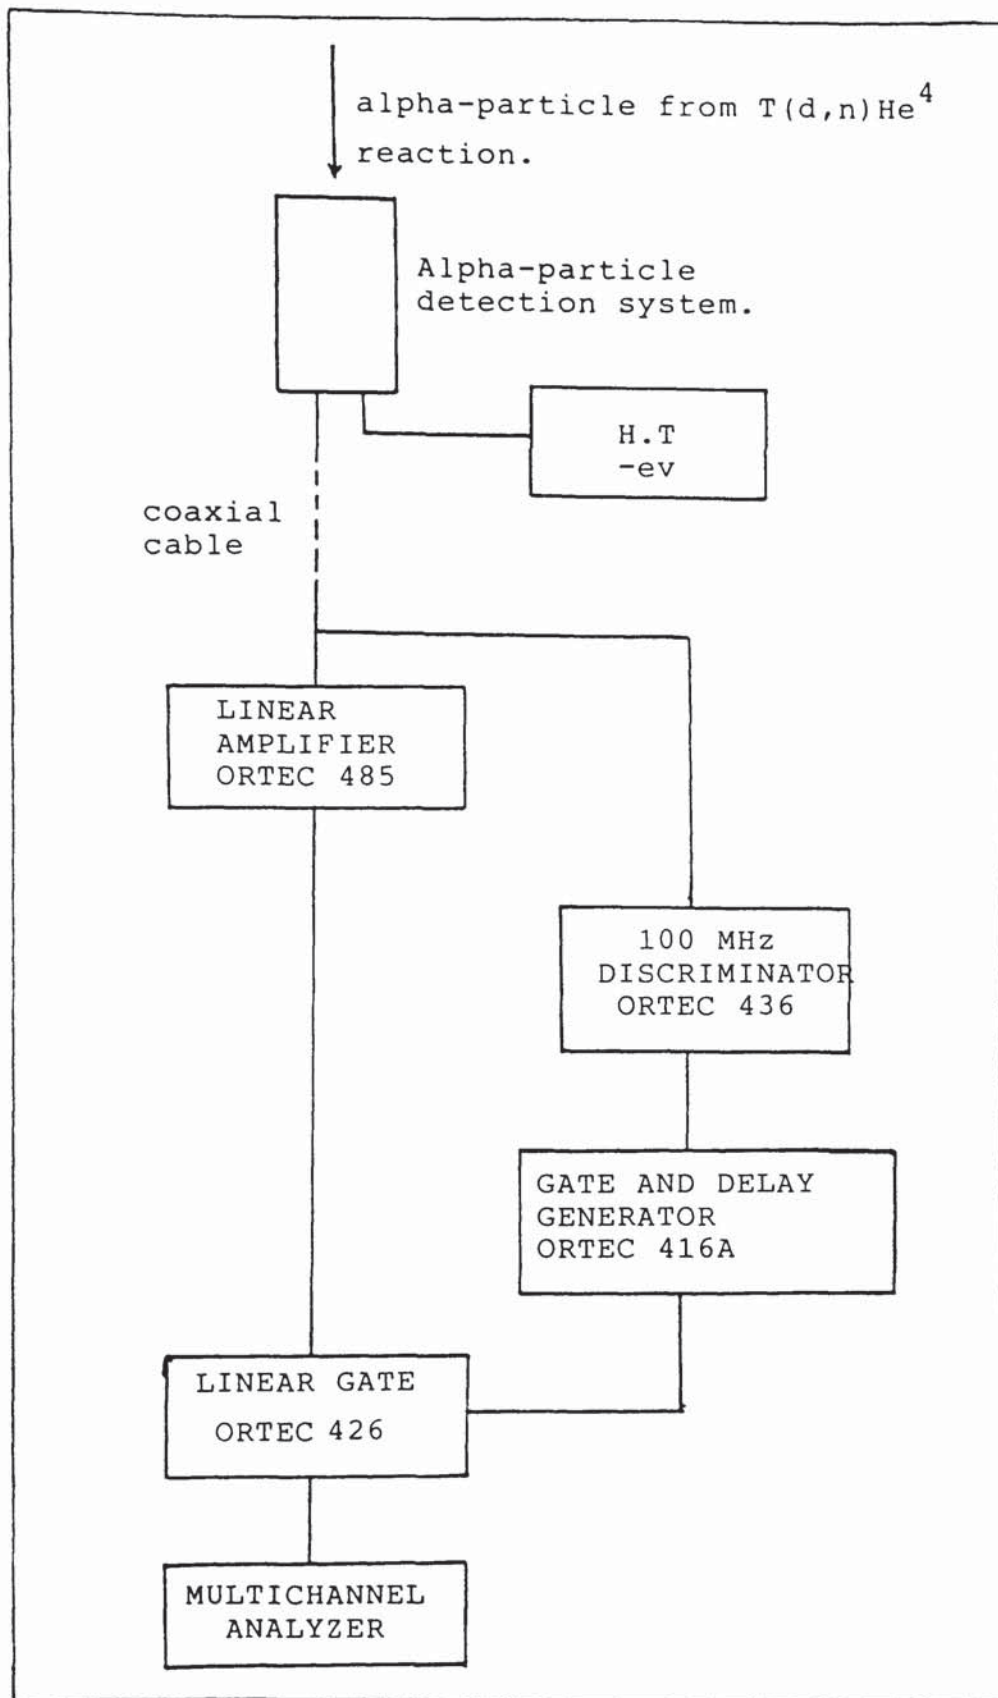 alpha-particle from T(d,n)He⁴
reaction.
Alpha-particle
detection system.
H.T
-ev
coaxial
cable
LINEAR
AMPLIFIER
ORTEC 485
100 MHz
DISCRIMINATOR
ORTEC 436
GATE AND DELAY
GENERATOR
ORTEC 416A
LINEAR GATE
ORTEC 426
MULTICHANNEL
ANALYZER